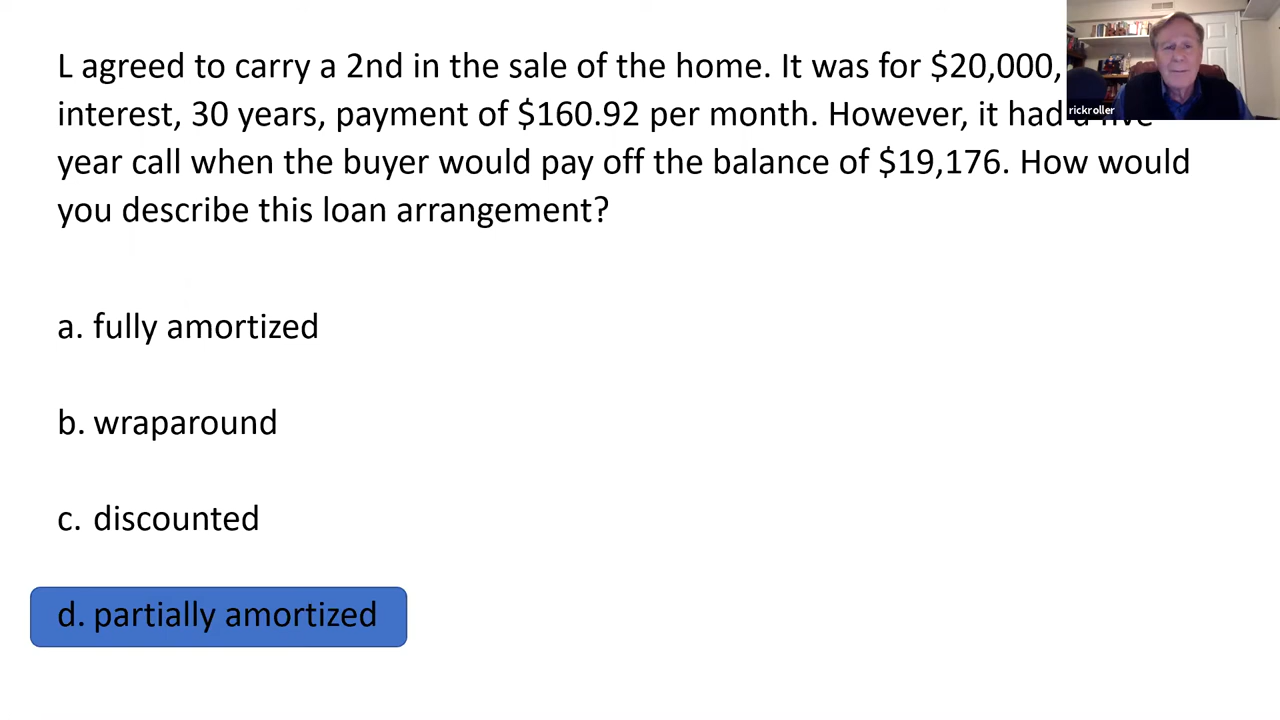 L agreed to carry a 2nd in the sale of the home. It was for $20,000,
interest, 30 years, payment of $160.92 per month. However, it had a five
rickroller
year call when the buyer would pay off the balance of $19,176. How would
you describe this loan arrangement?
a. fully amortized
b. wraparound
c. discounted
d. partially amortized